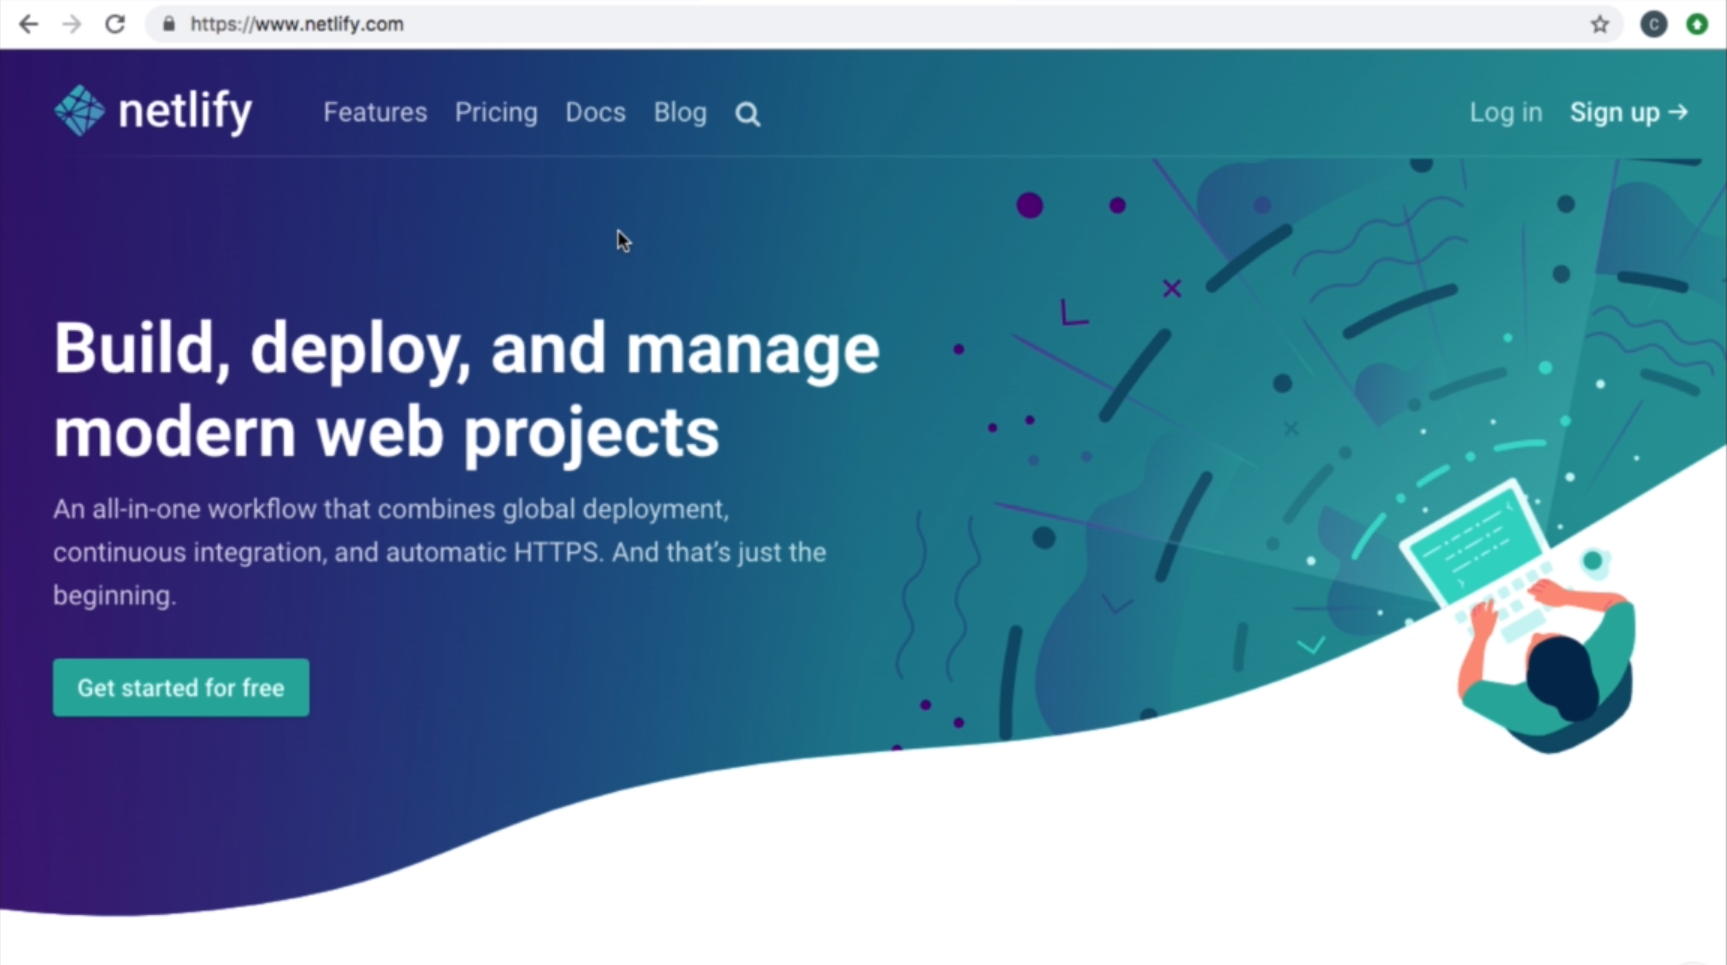 https://www.netlify.com
C
netlify Features Pricing Docs Blog Log in Sign up →
Build, deploy, and manage
modern web projects
An all-in-one workflow that combines global deployment,
continuous integration, and automatic HTTPS. And that’s just the
beginning.
Get started for free